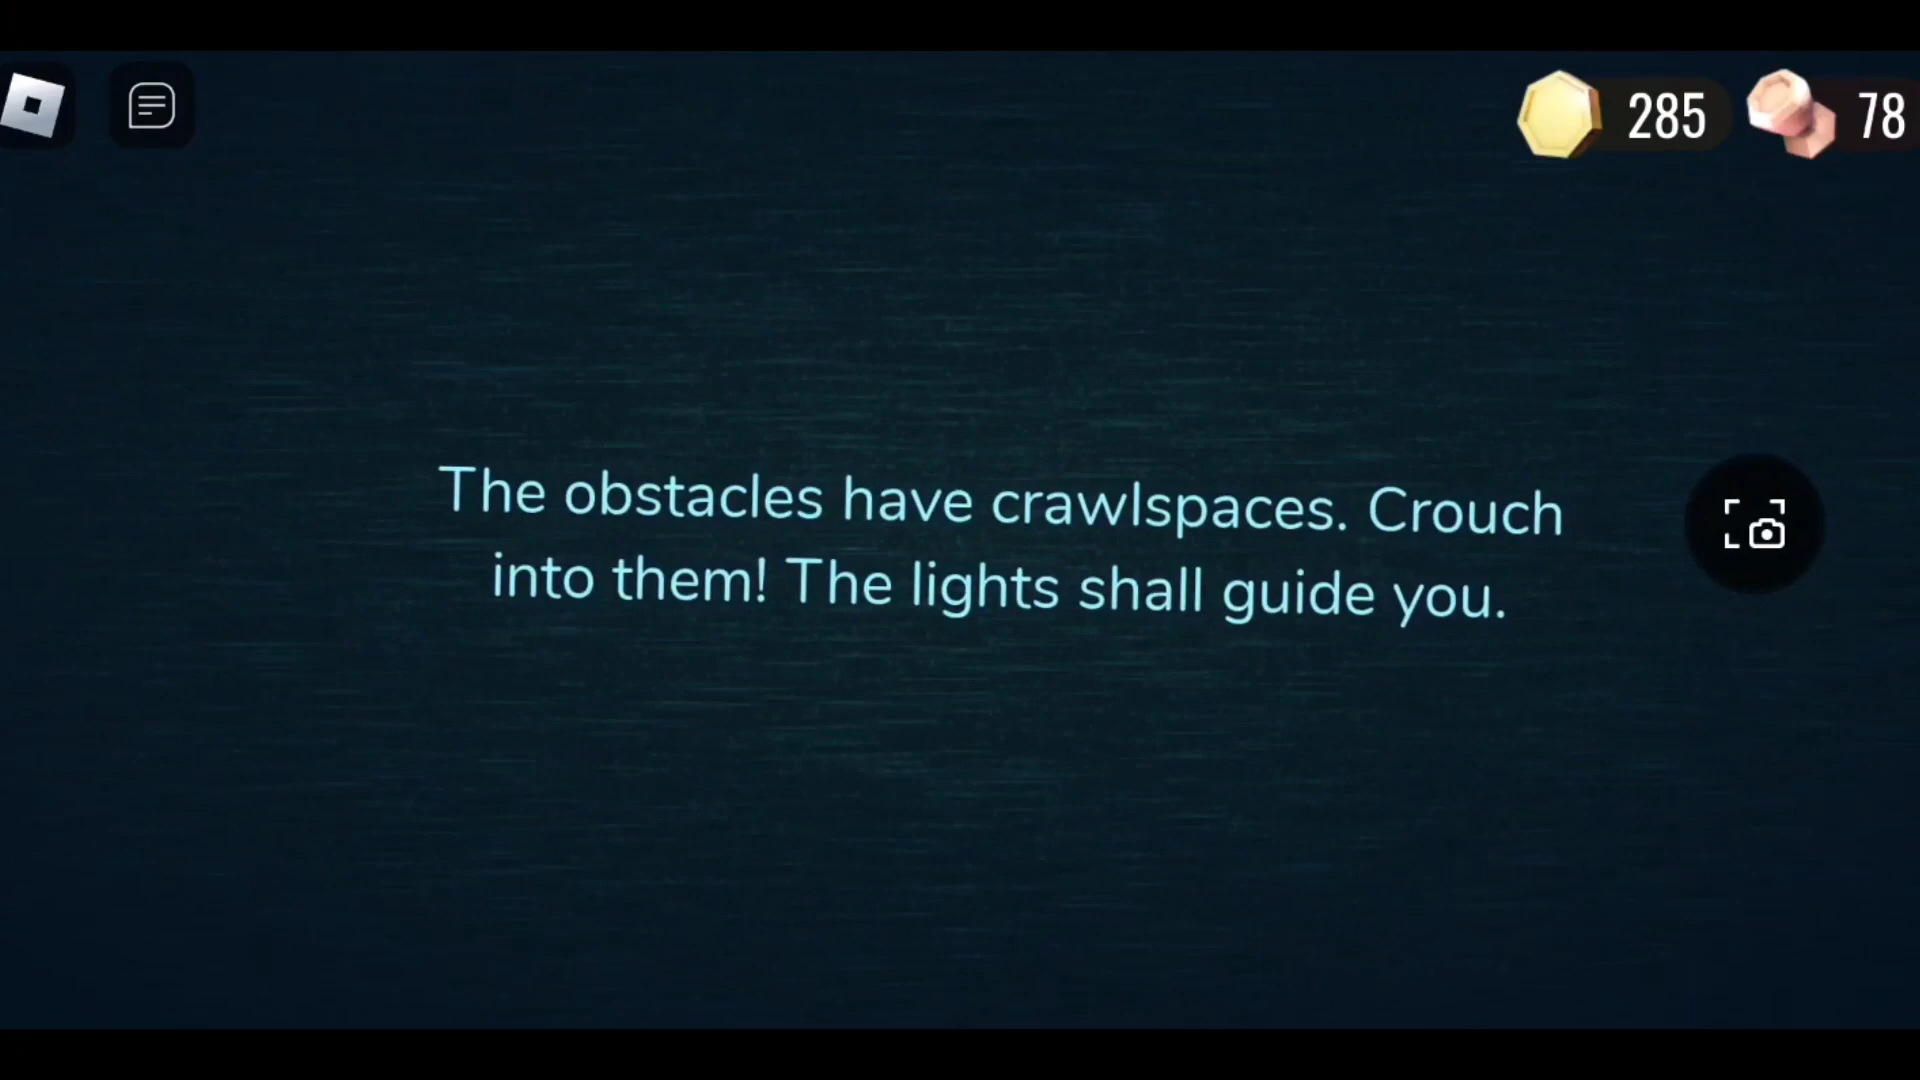 285
78
The obstacles have crawlspaces. Crouch
into them! The lights shall guide you.